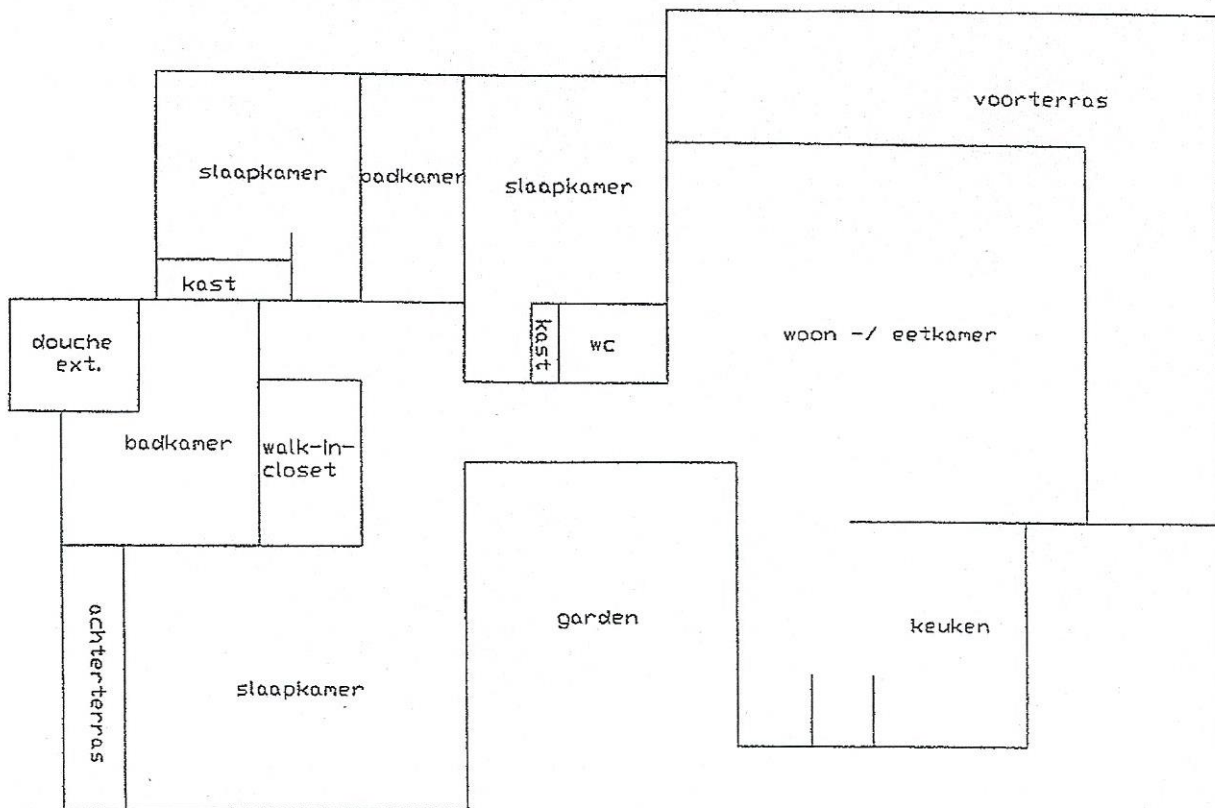 voorterras
slaapkamer
badkamer
slaapkamer
kast
douche
ext.
kast
wc
woon -/ eetkamer
badkamer
walk-in-
closet
achterterras
slaapkamer
garden
keuken